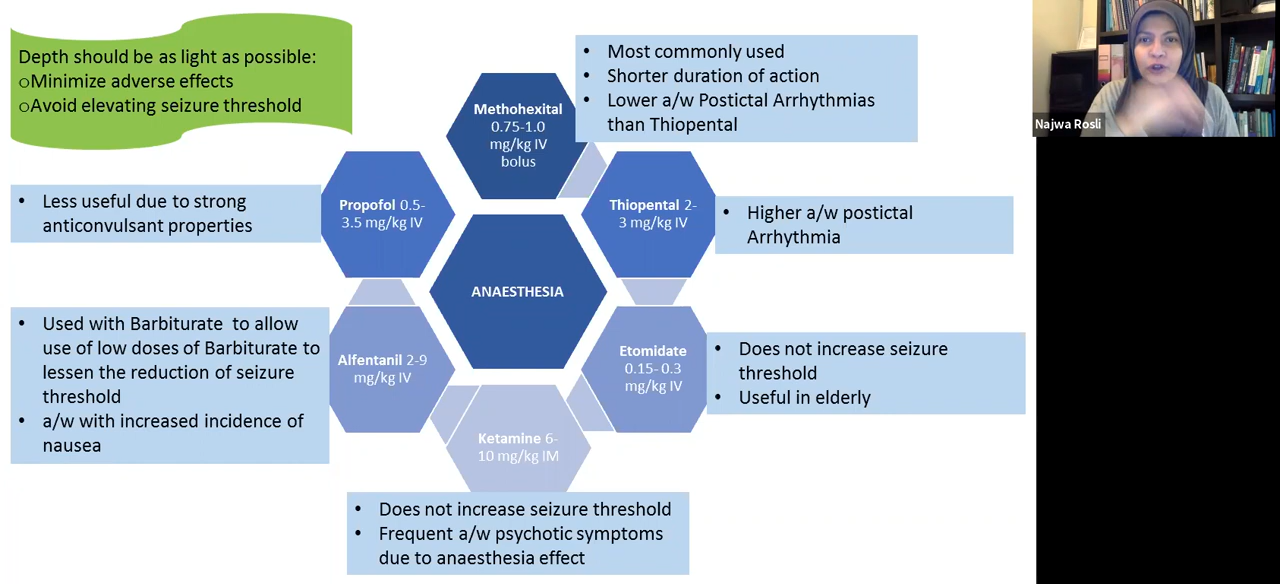 Depth should be as light as possible:
oMinimize adverse effects
oAvoid elevating seizure threshold
• Most commonly used
• Shorter duration of action
• Lower a/w Postictal Arrhythmias
than Thiopental
Najwa Rosli
Methohexital
0.75-1.0
mg/kg IV
bolus
• Less useful due to strong
anticonvulsant properties
Propofol 0.5-
3.5 mg/kg IV
Thiopental 2-
3 mg/kg IV
• Higher a/w postictal
Arrhythmia
ANAESTHESIA
• Used with Barbiturate to allow
use of low doses of Barbiturate to
lessen the reduction of seizure
threshold
• a/w with increased incidence of
nausea
Alfentanil 2-9
mg/kg IV
Etomidate
0.15- 0.3
mg/kg IV
• Does not increase seizure
threshold
• Useful in elderly
Ketamine 6-
10 mg/kg IM
• Does not increase seizure threshold
• Frequent a/w psychotic symptoms
due to anaesthesia effect